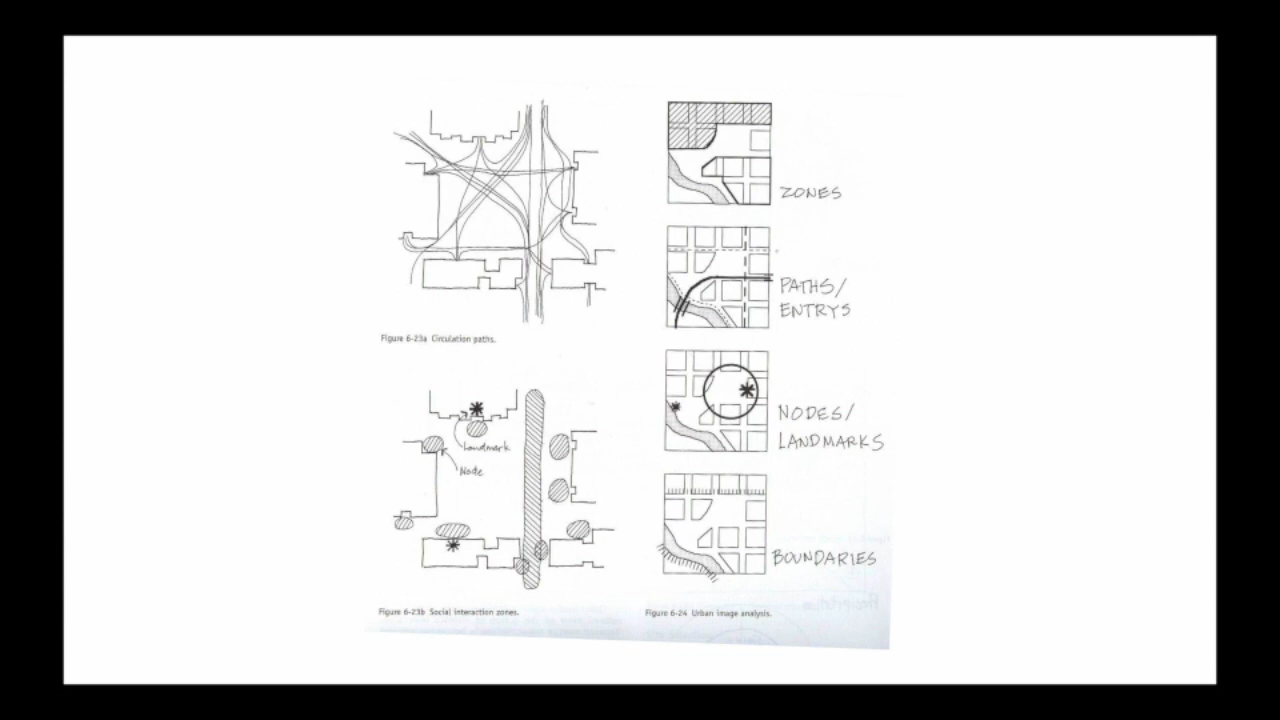 ZONES
PATHS/
ENTRYS
Figure 6-23a Circulation paths.
NODES/
LANDMARKS
Landmark
Node
BOUNDARIES
Figure 6-23b Social interaction zones.
Figure 6-24 Urban image analysis.